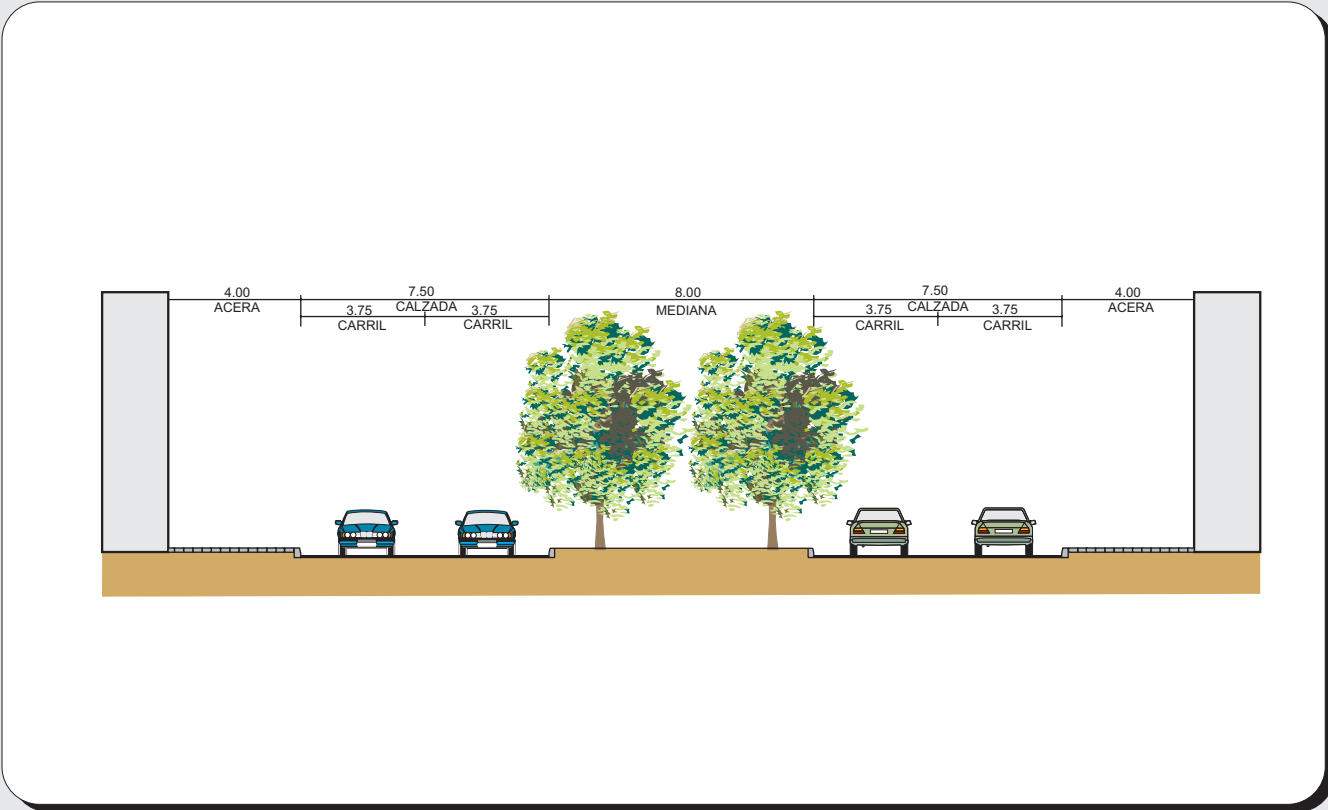 4.00 7.50 8.00 7.50 4.00
ACERA CALZADA MEDIANA CALZADA ACERA
3.75 3.75 3.75 3.75
CARRIL CARRIL CARRIL CARRIL